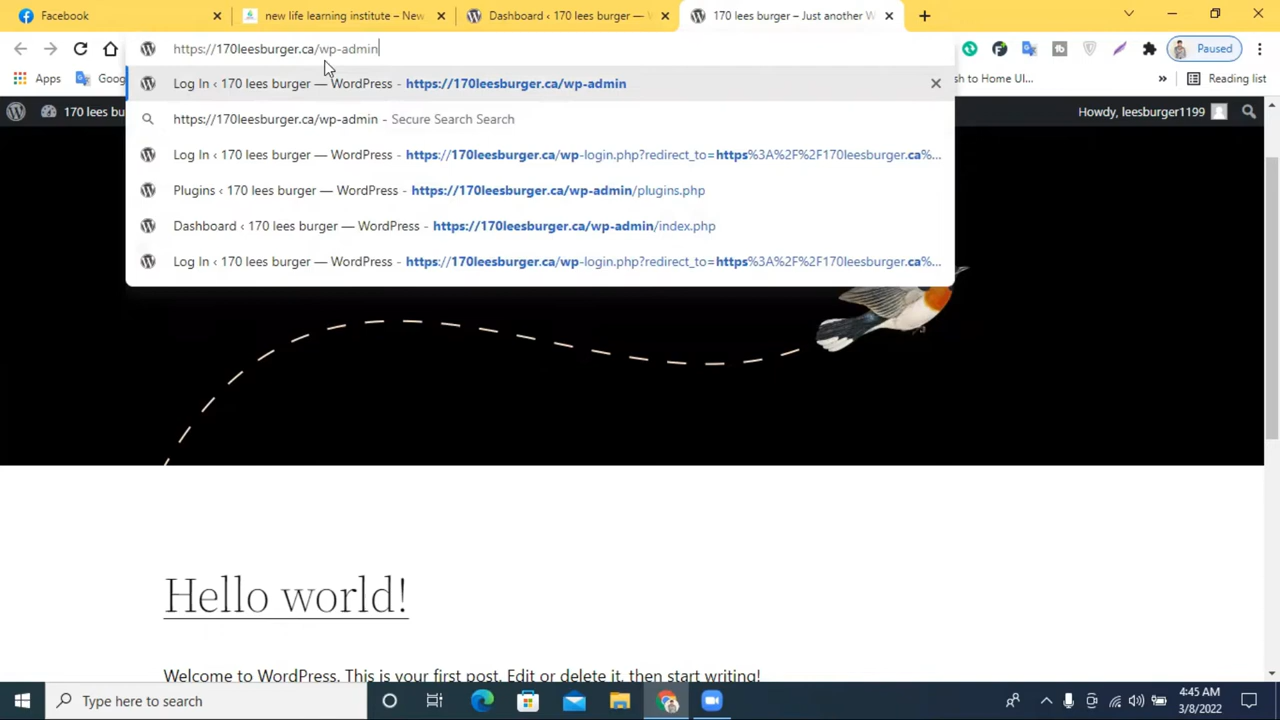 Facebook
new life learning institute – New
Dashboard ‹ 170 lees burger —
170 lees burger – Just another W
https://170leesburger.ca/wp-admin
Paused
Apps
Goog
sh to Home UI...
»
Reading list
Log In ‹ 170 lees burger — WordPress - https://170leesburger.ca/wp-admin
https://170leesburger.ca/wp-admin - Secure Search Search
Log In ‹ 170 lees burger — WordPress - https://170leesburger.ca/wp-login.php?redirect_to=https%3A%2F%2F170leesburger.ca%...
Plugins ‹ 170 lees burger — WordPress - https://170leesburger.ca/wp-admin/plugins.php
Dashboard ‹ 170 lees burger — WordPress - https://170leesburger.ca/wp-admin/index.php
Log In ‹ 170 lees burger — WordPress - https://170leesburger.ca/wp-login.php?redirect_to=https%3A%2F%2F170leesburger.ca%...
170 lees bu
Howdy, leesburger1199
Hello world!
Welcome to WordPress. This is your first post. Edit or delete it, then start writing!
Type here to search
4:45 AM
3/8/2022